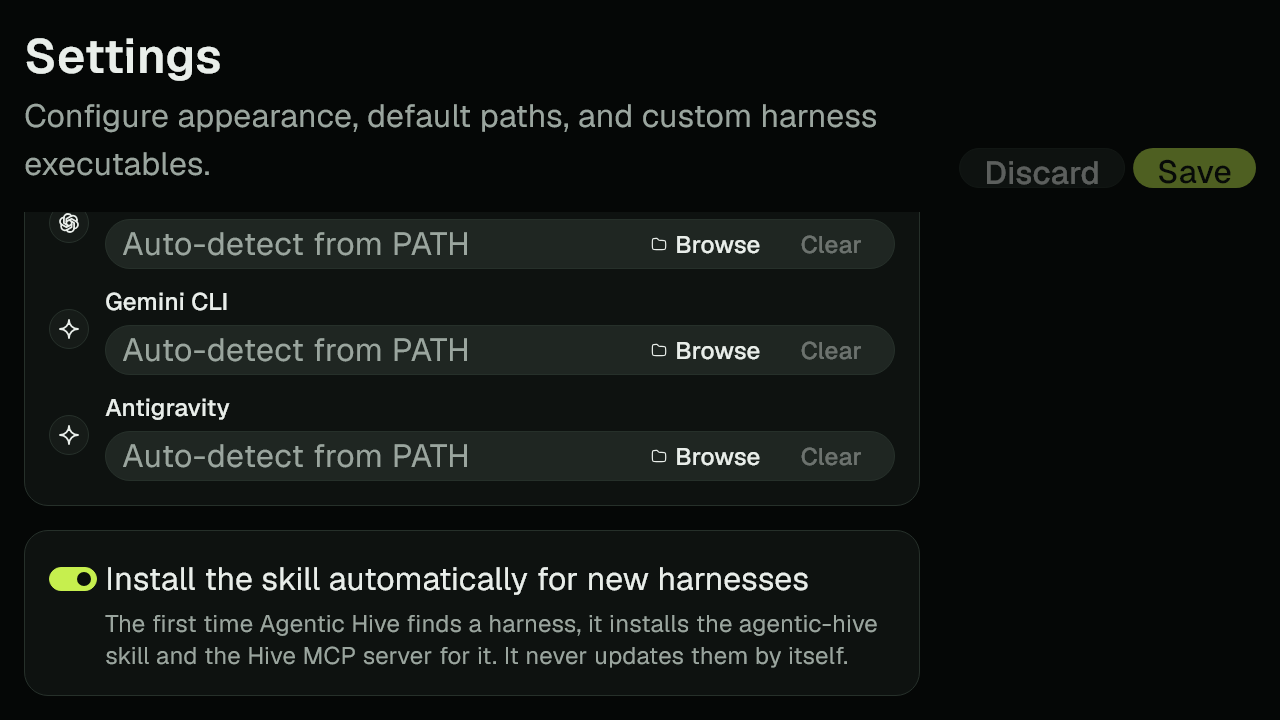 Settings
Configure appearance, default paths, and custom harness
executables.
Discard
Save
Auto-detect from PATH
Browse
Clear
Gemini CLI
Auto-detect from PATH
Browse
Clear
Antigravity
Auto-detect from PATH
Browse
Clear
Install the skill automatically for new harnesses
The first time Agentic Hive finds a harness, it installs the agentic-hive
skill and the Hive MCP server for it. It never updates them by itself.